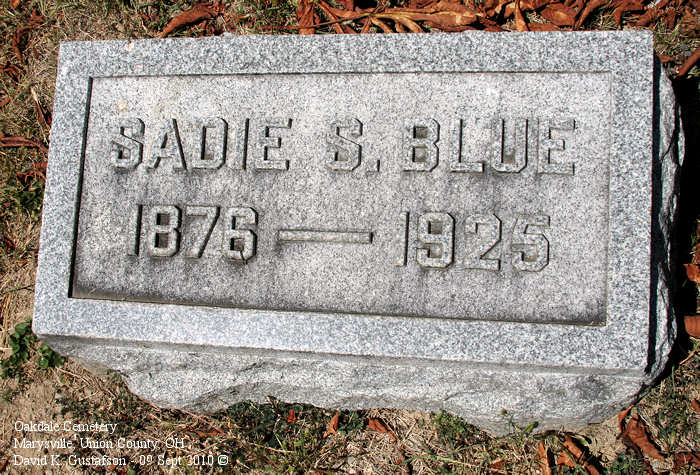 SADIE S. BLUE
1876 — 1925
Oakdale Cemetery
Marysville, Union County, OH
David K. Gustafson - 09 Sept 2010 ©